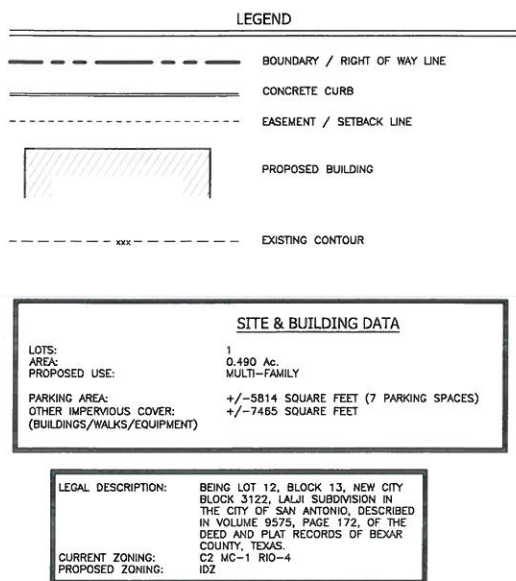 LEGEND
BOUNDARY / RIGHT OF WAY LINE
CONCRETE CURB
EASEMENT / SETBACK LINE
PROPOSED BUILDING
xxx
EXISTING CONTOUR
SITE & BUILDING DATA
LOTS: 1
AREA: 0.490 Ac.
PROPOSED USE: MULTI-FAMILY
PARKING AREA: +/-5814 SQUARE FEET (7 PARKING SPACES)
OTHER IMPERVIOUS COVER: +/-7465 SQUARE FEET
(BUILDINGS/WALKS/EQUIPMENT)
LEGAL DESCRIPTION: BEING LOT 12, BLOCK 13, NEW CITY
BLOCK 3122, LALJI SUBDIVISION IN
THE CITY OF SAN ANTONIO, DESCRIBED
IN VOLUME 9575, PAGE 172, OF THE
DEED AND PLAT RECORDS OF BEXAR
COUNTY, TEXAS.
CURRENT ZONING: C2 MC-1 RIO-4
PROPOSED ZONING: IDZ